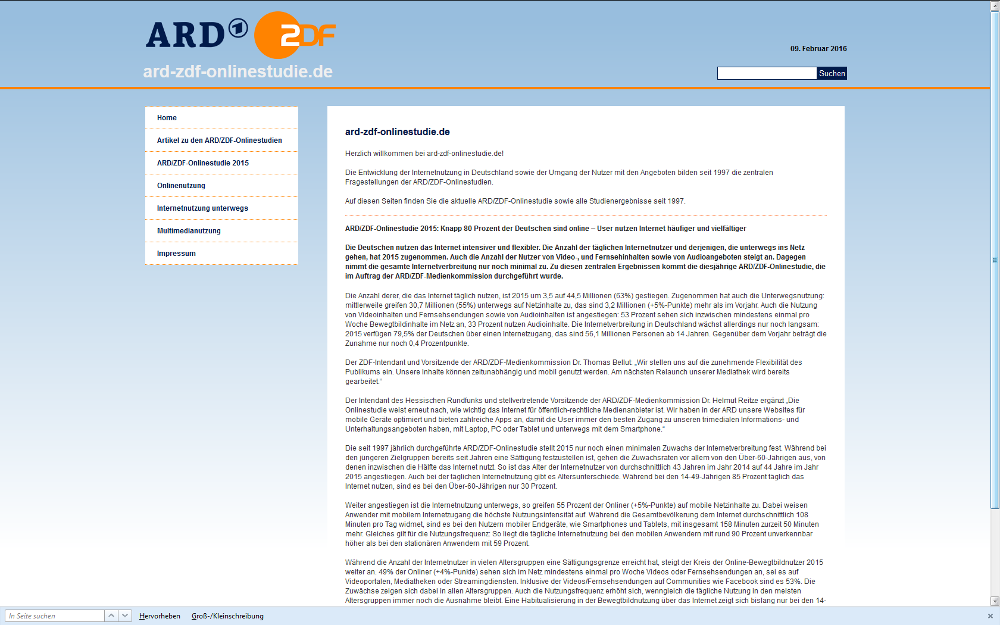 ARD 1 2DF
ard-zdf-onlinestudie.de
09. Februar 2016
Suchen
Home
Artikel zu den ARD/ZDF-Onlinestudien
ARD/ZDF-Onlinestudie 2015
Onlinenutzung
Internetnutzung unterwegs
Multimedianutzung
Impressum
ard-zdf-onlinestudie.de
Herzlich willkommen bei ard-zdf-onlinestudie.de!
Die Entwicklung der Internetnutzung in Deutschland sowie der Umgang der Nutzer mit den Angeboten bilden seit 1997 die zentralen
Fragestellungen der ARD/ZDF-Onlinestudien.
Auf diesen Seiten finden Sie die aktuelle ARD/ZDF-Onlinestudie sowie alle Studienergebnisse seit 1997.
ARD/ZDF-Onlinestudie 2015: Knapp 80 Prozent der Deutschen sind online – User nutzen Internet häufiger und vielfältiger
Die Deutschen nutzen das Internet intensiver und flexibler. Die Anzahl der täglichen Internetnutzer und derjenigen, die unterwegs ins Netz
gehen, hat 2015 zugenommen. Auch die Anzahl der Nutzer von Video-, und Fernsehinhalten sowie von Audioangeboten steigt an. Dagegen
nimmt die gesamte Internetverbreitung nur noch minimal zu. Zu diesen zentralen Ergebnissen kommt die diesjährige ARD/ZDF-Onlinestudie, die
im Auftrag der ARD/ZDF-Medienkommission durchgeführt wurde.
Die Anzahl derer, die das Internet täglich nutzen, ist 2015 um 3,5 auf 44,5 Millionen (63%) gestiegen. Zugenommen hat auch die Unterwegsnutzung:
mittlerweile greifen 30,7 Millionen (55%) unterwegs auf Netzinhalte zu, das sind 3,2 Millionen (+5%-Punkte) mehr als im Vorjahr. Auch die Nutzung
von Videoinhalten und Fernsehsendungen sowie von Audioinhalten ist angestiegen: 53 Prozent sehen sich inzwischen mindestens einmal pro
Woche Bewegtbildinhalte im Netz an, 33 Prozent nutzen Audioinhalte. Die Internetverbreitung in Deutschland wächst allerdings nur noch langsam:
2015 verfügen 79,5% der Deutschen über einen Internetzugang, das sind 56,1 Millionen Personen ab 14 Jahren. Gegenüber dem Vorjahr beträgt die
Zunahme nur noch 0,4 Prozentpunkte.
Der ZDF-Intendant und Vorsitzende der ARD/ZDF-Medienkommission Dr. Thomas Bellut: „Wir stellen uns auf die zunehmende Flexibilität des
Publikums ein. Unsere Inhalte können zeitunabhängig und mobil genutzt werden. Am nächsten Relaunch unserer Mediathek wird bereits
gearbeitet.“
Der Intendant des Hessischen Rundfunks und stellvertretende Vorsitzende der ARD/ZDF-Medienkommission Dr. Helmut Reitze ergänzt „Die
Onlinestudie weist erneut nach, wie wichtig das Internet für öffentlich-rechtliche Medienanbieter ist. Wir haben in der ARD unsere Websites für
mobile Geräte optimiert und bieten zahlreiche Apps an, damit die User immer den besten Zugang zu unseren trimedialen Informations- und
Unterhaltungsangeboten haben, mit Laptop, PC oder Tablet und unterwegs mit dem Smartphone.“
Die seit 1997 jährlich durchgeführte ARD/ZDF-Onlinestudie stellt 2015 nur noch einen minimalen Zuwachs der Internetverbreitung fest. Während bei
den jüngeren Zielgruppen bereits seit Jahren eine Sättigung festzustellen ist, gehen die Zuwachsraten vor allem von den Über-60-Jährigen aus, von
denen inzwischen die Hälfte das Internet nutzt. So ist das Alter der Internetnutzer von durchschnittlich 43 Jahren im Jahr 2014 auf 44 Jahre im Jahr
2015 angestiegen. Auch bei der täglichen Internetnutzung gibt es Altersunterschiede. Während bei den 14-49-Jährigen 85 Prozent täglich das
Internet nutzen, sind es bei den Über-60-Jährigen nur 30 Prozent.
Weiter angestiegen ist die Internetnutzung unterwegs, so greifen 55 Prozent der Onliner (+5%-Punkte) auf mobile Netzinhalte zu. Dabei weisen
Anwender mit mobilem Internetzugang die höchste Nutzungsintensität auf. Während die Gesamtbevölkerung dem Internet durchschnittlich 108
Minuten pro Tag widmet, sind es bei den Nutzern mobiler Endgeräte, wie Smartphones und Tablets, mit insgesamt 158 Minuten zurzeit 50 Minuten
mehr. Gleiches gilt für die Nutzungsfrequenz: So liegt die tägliche Internetnutzung bei den mobilen Anwendern mit rund 90 Prozent unverkennbar
höher als bei den stationären Anwendern mit 59 Prozent.
Während die Anzahl der Internetnutzer in vielen Altersgruppen eine Sättigungsgrenze erreicht hat, steigt der Kreis der Online-Bewegtbildnutzer 2015
weiter an. 49% der Onliner (+4%-Punkte) sehen sich im Netz mindestens einmal pro Woche Videos oder Fernsehsendungen an, sei es auf
Videoportalen, Mediatheken oder Streamingdiensten. Inklusive der Videos/Fernsehsendungen auf Communities wie Facebook sind es 53%. Die
Zuwächse zeigen sich dabei in allen Altersgruppen. Auch die Nutzungsfrequenz erhöht sich, wenngleich die tägliche Nutzung in den meisten
Altersgruppen immer noch die Ausnahme bleibt. Eine Habitualisierung in der Bewegtbildnutzung über das Internet zeigt sich bislang nur bei den 14-
In Seite suchen
Hervorheben
Groß-/Kleinschreibung